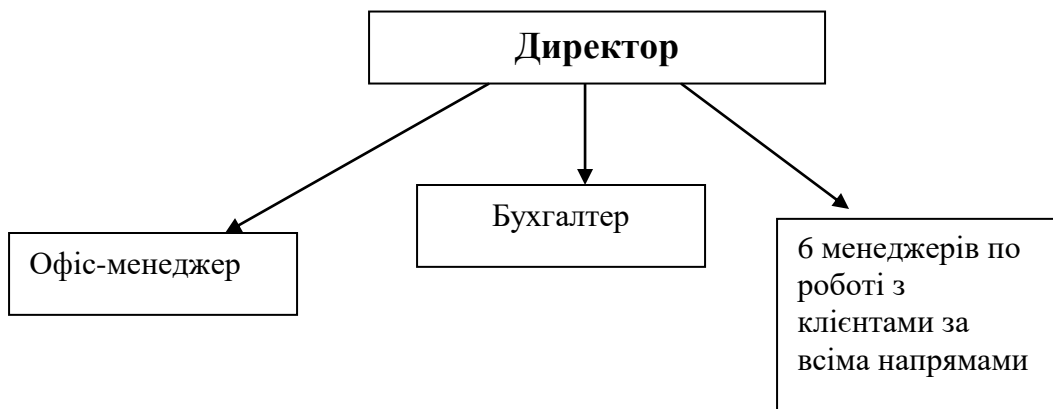 Директор
Бухгалтер
Офіс-менеджер
6 менеджерів по
роботі з
клієнтами за
всіма напрямами